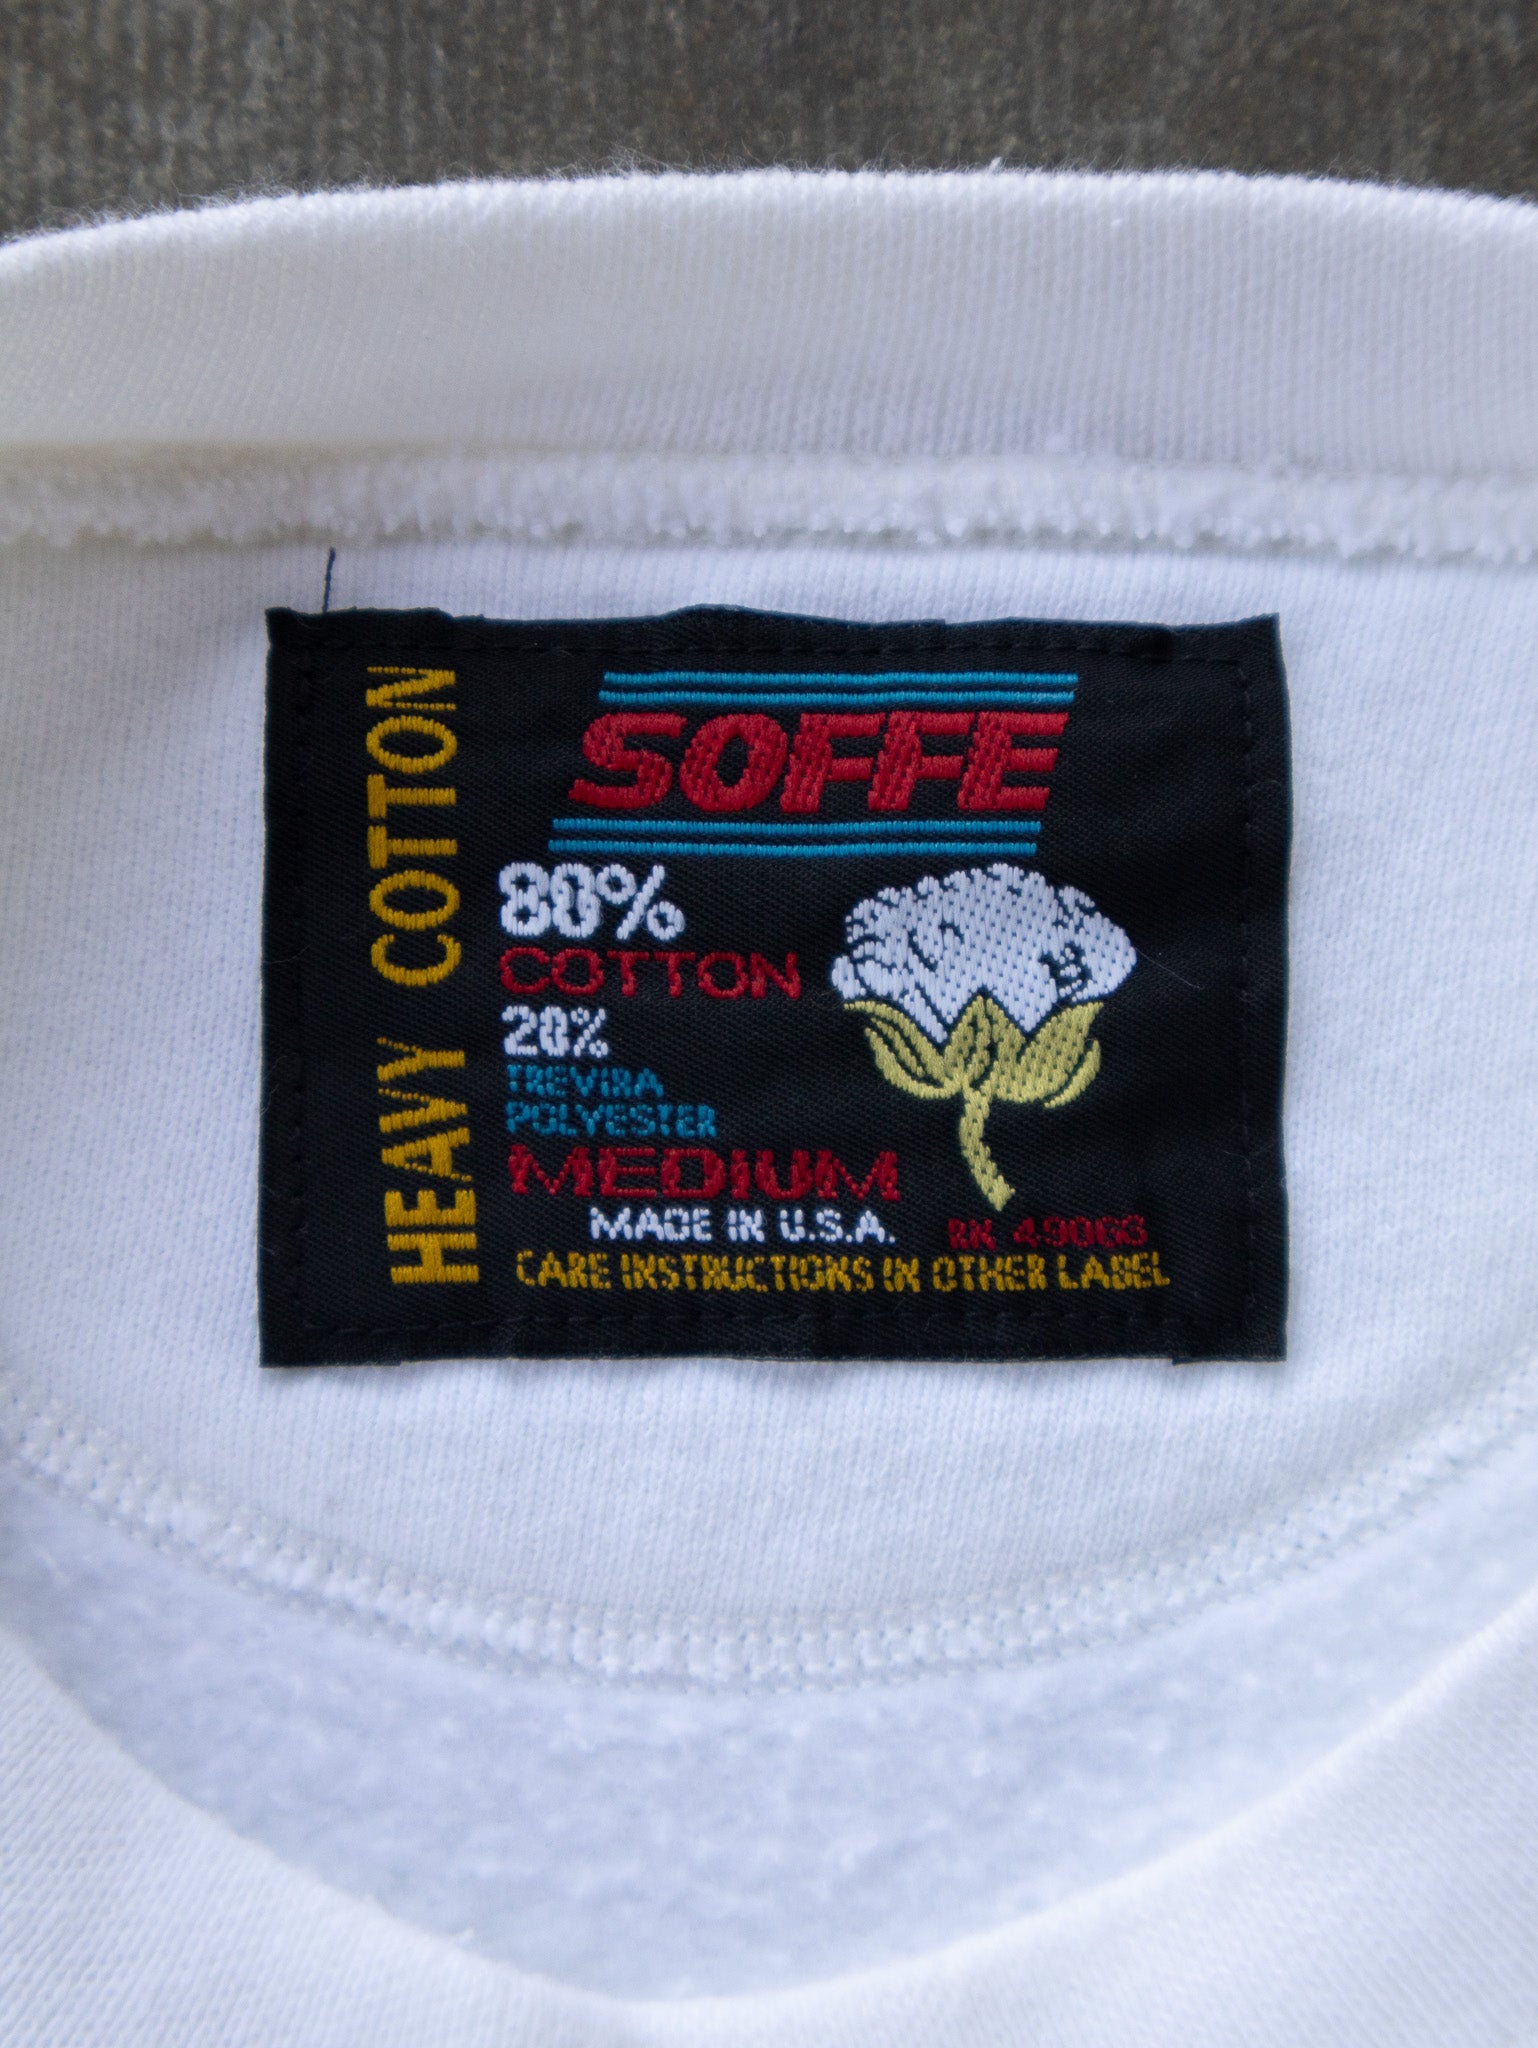 HEAVY COTTON
SOFFE
80%
COTTON
20%
TREVIRA
POLYESTER
MEDIUM
MADE IN U.S.A.
RN 49063
CARE INSTRUCTIONS IN OTHER LABEL